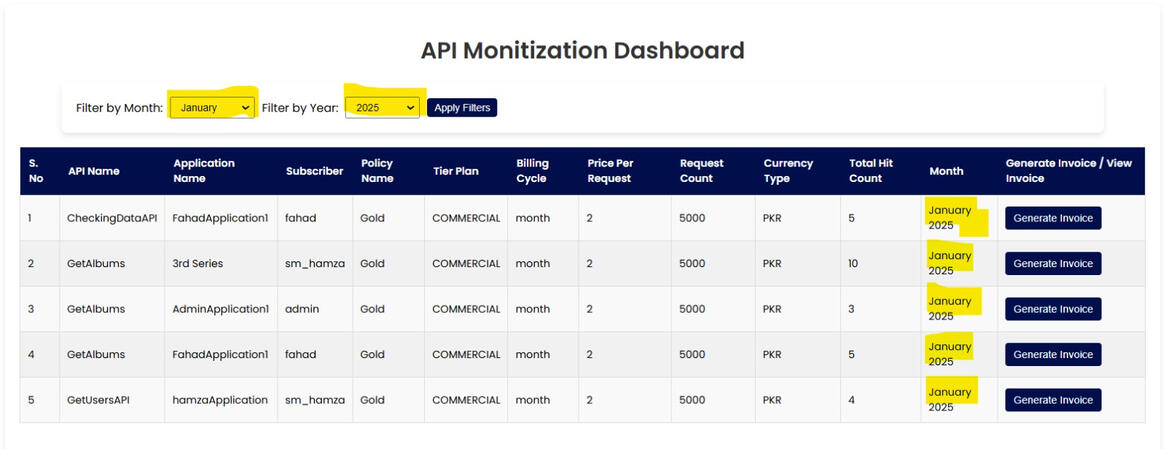 API Monitization Dashboard
Filter by Month: January Filter by Year: 2025 Apply Filters
S. No API Name Application Name Subscriber Policy Name Tier Plan Billing Cycle Price Per Request Request Count Currency Type Total Hit Count Month Generate Invoice / View Invoice
1 CheckingDataAPI FahadApplication1 fahad Gold COMMERCIAL month 2 5000 PKR 5 January 2025 Generate Invoice
2 GetAlbums 3rd Series sm_hamza Gold COMMERCIAL month 2 5000 PKR 10 January 2025 Generate Invoice
3 GetAlbums AdminApplication1 admin Gold COMMERCIAL month 2 5000 PKR 3 January 2025 Generate Invoice
4 GetAlbums FahadApplication1 fahad Gold COMMERCIAL month 2 5000 PKR 5 January 2025 Generate Invoice
5 GetUsersAPI hamzaApplication sm_hamza Gold COMMERCIAL month 2 5000 PKR 4 January 2025 Generate Invoice